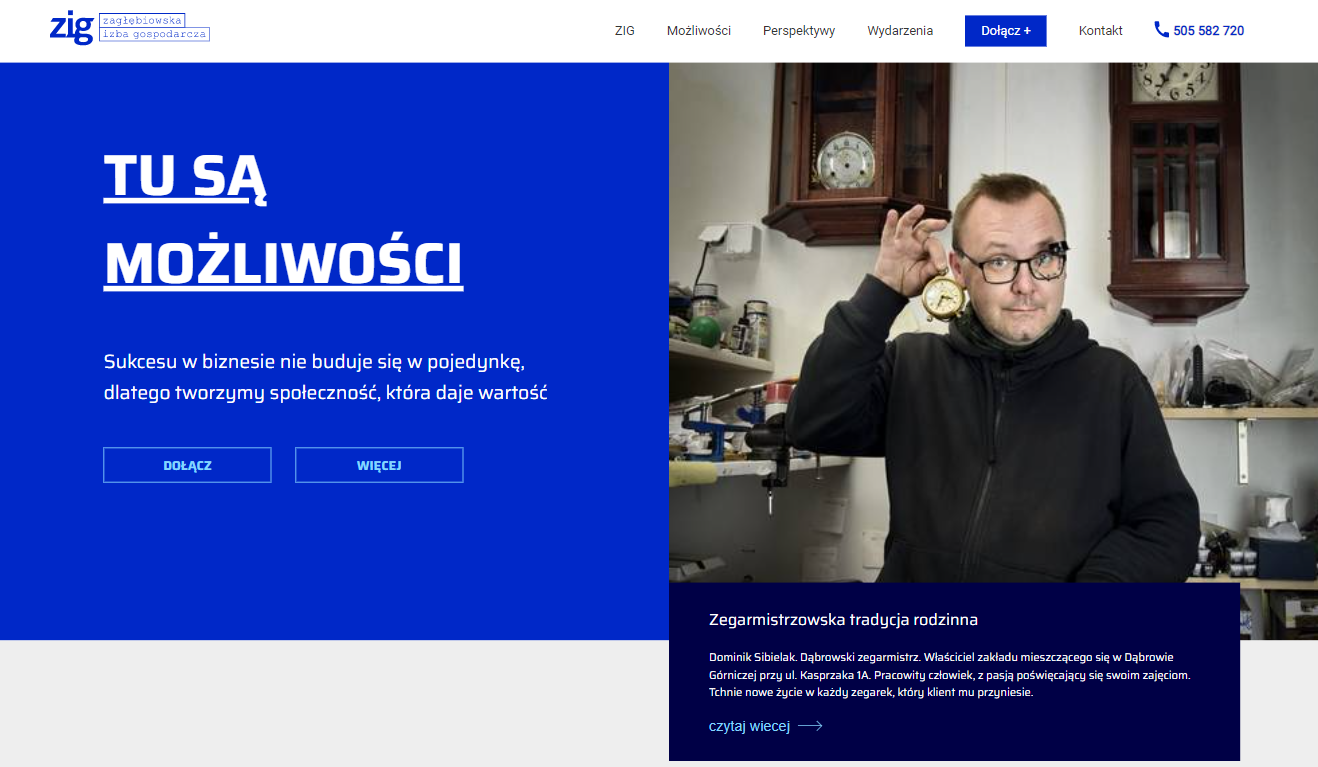 zig zagłębiowska
izba gospodarcza
ZIG Możliwości Perspektywy Wydarzenia Dołącz + Kontakt 505 582 720
TU SĄ
MOŻLIWOŚCI
Sukcesu w biznesie nie buduje się w pojedynkę,
dlatego tworzymy społeczność, która daje wartość
DOŁĄCZ WIĘCEJ
Zegarmistrzowska tradycja rodzinna
Dominik Sibielak. Dąbrowski zegarmistrz. Właściciel zakładu mieszczącego się w Dąbrowie
Górniczej przy ul. Kasprzaka 1A. Pracowity człowiek, z pasją poświęcający się swoim zajęciom.
Tchnie nowe życie w każdy zegarek, który klient mu przyniesie.
czytaj wiecej